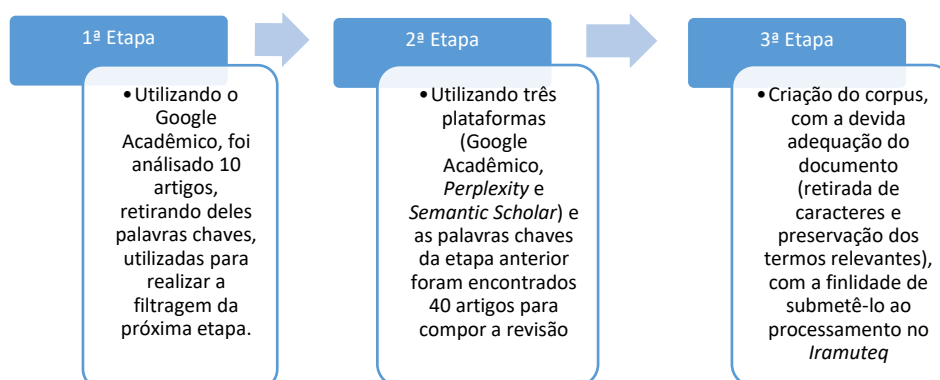 1ª Etapa
•Utilizando o
Google
Acadêmico, foi
análisado 10
artigos,
retirando deles
palavras chaves,
utilizadas para
realizar a
filtragem da
próxima etapa.
2ª Etapa
•Utilizando três
plataformas
(Google
Acadêmico,
Perplexity e
Semantic Scholar) e
as palavras chaves
da etapa anterior
foram encontrados
40 artigos para
compor a revisão
3ª Etapa
•Criação do corpus,
com a devida
adequação do
documento
(retirada de
caracteres e
preservação dos
termos relevantes),
com a finlidade de
submetê-lo ao
processamento no
Iramuteq